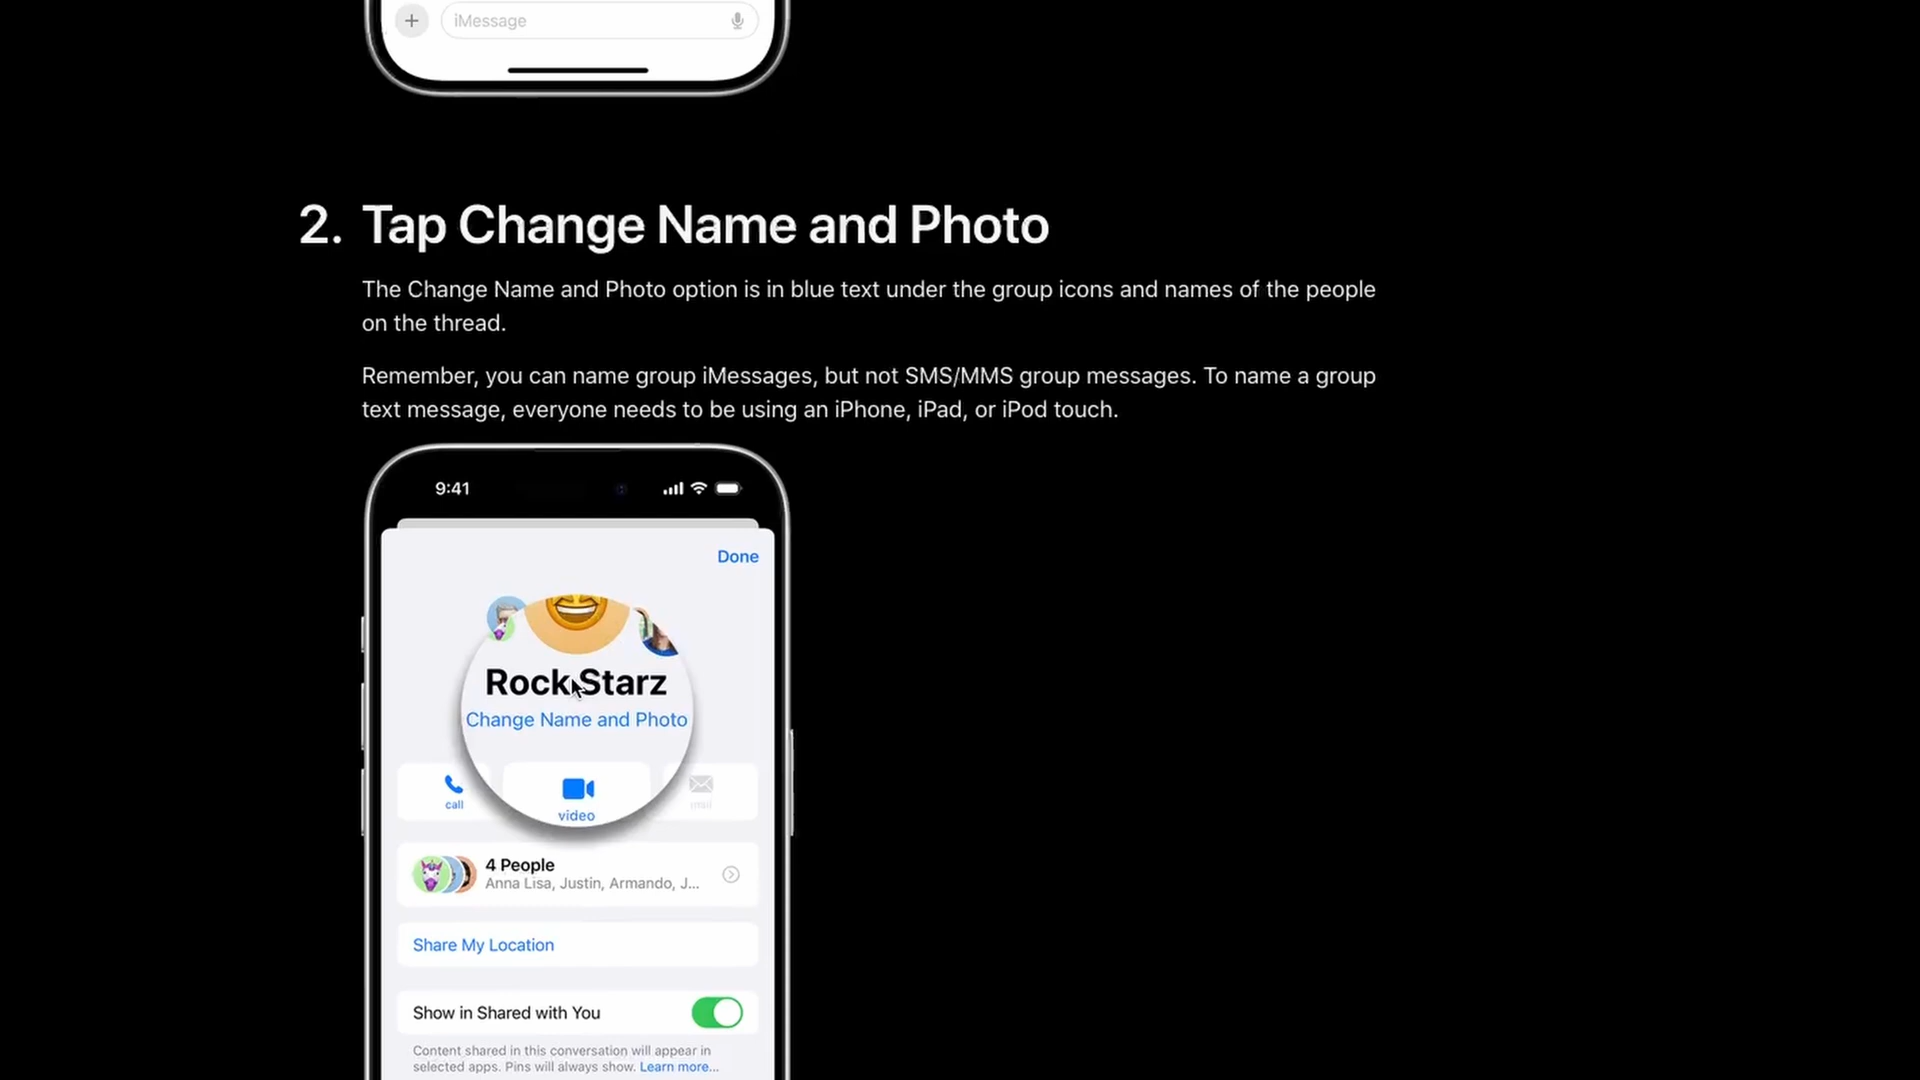 iMessage
2. Tap Change Name and Photo
The Change Name and Photo option is in blue text under the group icons and names of the people
on the thread.
Remember, you can name group iMessages, but not SMS/MMS group messages. To name a group
text message, everyone needs to be using an iPhone, iPad, or iPod touch.
9:41
Done
Rock Starz
Change Name and Photo
call
video
mail
4 People
Anna Lisa, Justin, Armando, J...
Share My Location
Show in Shared with You
Content shared in this conversation will appear in
selected apps. Pins will always show. Learn more...